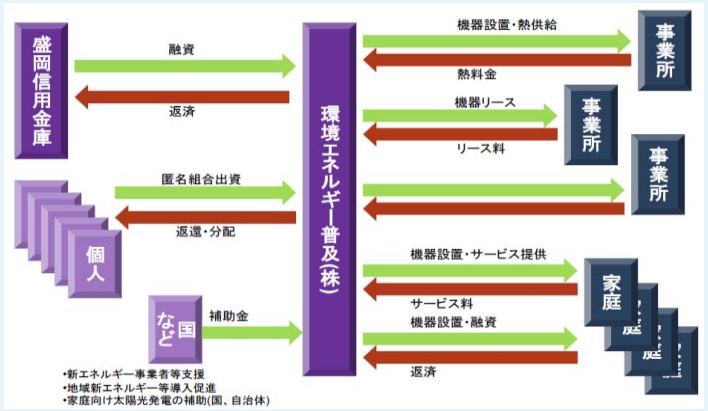 盛岡信用金庫
融資
返済
匿名組合出資
返還・分配
個人
国
など
補助金
・新エネルギー事業者等支援
・地域新エネルギー等導入促進
・家庭向け太陽光発電の補助(国、自治体)
環境エネルギー普及(株)
機器設置・熱供給
熱料金
事業所
機器リース
リース料
事業所
事業所
機器設置・サービス提供
サービス料
機器設置・融資
返済
家庭
家庭
家庭
家庭